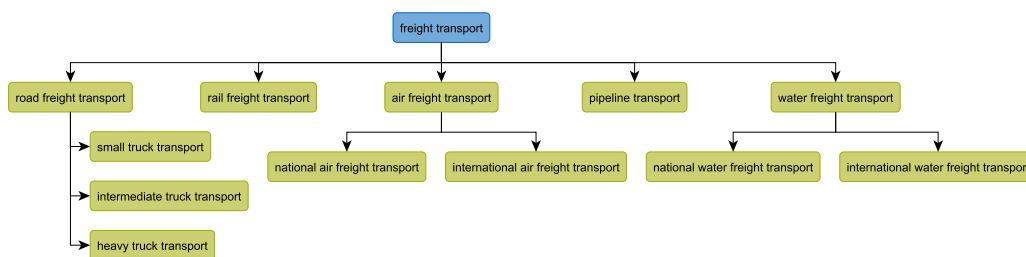 freight transport
road freight transport
rail freight transport
air freight transport
pipeline transport
water freight transport
small truck transport
national air freight transport
international air freight transport
national water freight transport
international water freight transport
intermediate truck transport
heavy truck transport